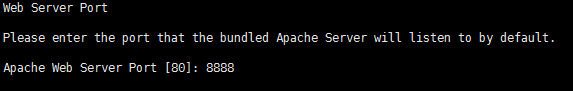 Web Server Port
Please enter the port that the bundled Apache Server will listen to by default.
Apache Web Server Port [80]: 8888